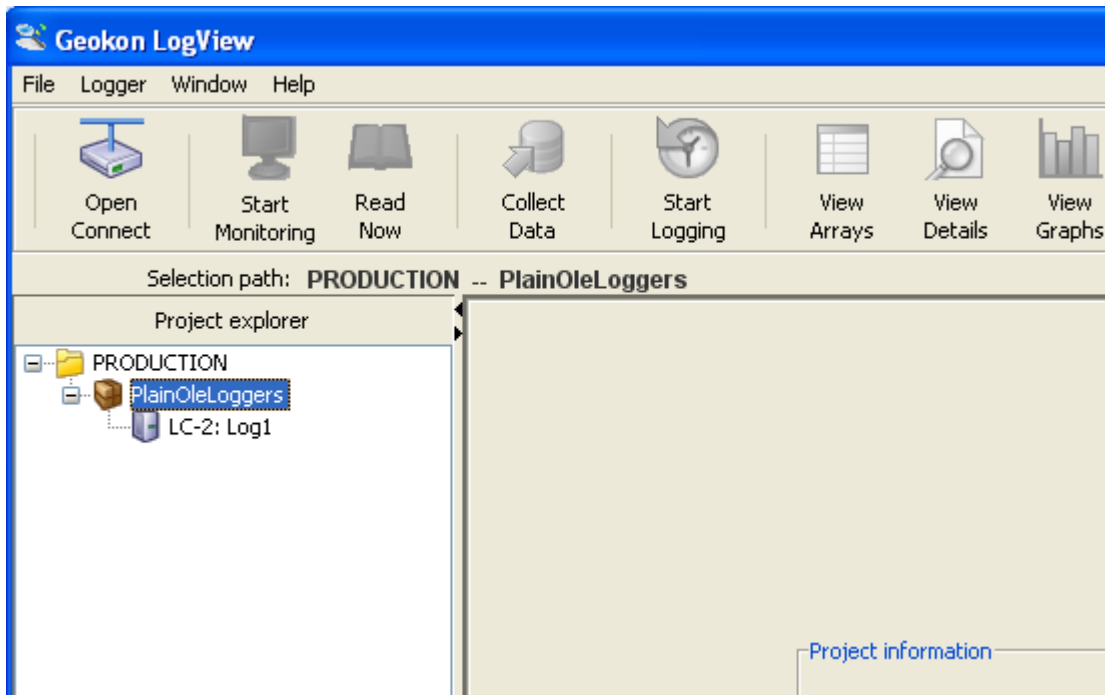 Geokon LogView
File Logger Window Help
Open Connect
Start Monitoring
Read Now
Collect Data
Start Logging
View Arrays
View Details
View Graphs
Selection path: PRODUCTION -- PlainOleLoggers
Project explorer
PRODUCTION
PlainOleLoggers
LC-2: Log1
Project information